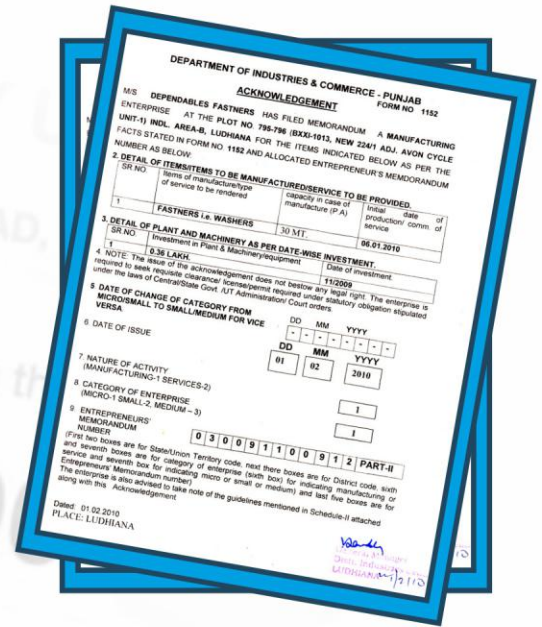 DEPARTMENT OF INDUSTRIES & COMMERCE - PUNJAB
ACKNOWLEDGEMENT
FORM NO 1152
M/S DEPENDABLES FASTNERS HAS FILED MEMORANDUM A MANUFACTURING
ENTERPRISE AT THE PLOT NO 795-796 (BXXI-1013, NEW 224/1 ADJ. AVON CYCLE
UNIT-1) INDL. AREA-B, LUDHIANA FOR THE ITEMS INDICATED BELOW AS PER THE
FACTS STATED IN FORM NO 1152 AND ALLOCATED ENTREPRENEUR'S MEMORANDUM
NUMBER AS BELOW:
2. DETAIL OF ITEMS/ITEMS TO BE MANUFACTURED/SERVICE TO BE PROVIDED.
SR.NO. Items of manufacture/type of service to be rendered capacity in case of manufacture (P.A) Initial date of production/ comm. of service
1 FASTNERS i.e. WASHERS 30 MT. 06.01.2010
3. DETAIL OF PLANT AND MACHINERY AS PER DATE-WISE INVESTMENT.
SR.NO Investment in Plant & Machinery/equipment Date of investment.
1 0.36 LAKH. 11/2009
4. NOTE: The issue of the acknowledgement does not bestow any legal right. The enterprise is
required to seek requisite clearance/ license/permit required under statutory obligation stipulated
under the laws of Central/State Govt. /UT Administration/ Court orders.
5 DATE OF CHANGE OF CATEGORY FROM
MICRO/SMALL TO SMALL/MEDIUM FOR VICE
VERSA.
DD MM YYYY
- - - - - - - -
6. DATE OF ISSUE
DD MM YYYY
01 02 2010
7. NATURE OF ACTIVITY
(MANUFACTURING-1 SERVICES-2)
1
8. CATEGORY OF ENTERPRISE
(MICRO-1 SMALL-2, MEDIUM – 3)
1
9. ENTREPRENEURS'
MEMORANDUM
NUMBER
0 3 0 0 9 1 1 0 0 9 1 2 PART-II
(First two boxes are for State/Union Territory code, next there boxes are for District code, sixth
and seventh boxes are for category of enterprise (sixth box) for indicating manufacturing or
service and seventh box for indicating micro or small or medium) and last five boxes are for
Entrepreneurs' Memorandum number)
The enterprise is also advised to take note of the guidelines mentioned in Schedule-II attached
along with this Acknowledgement
Dated: 01.02.2010
PLACE: LUDHIANA
LUDHIANA